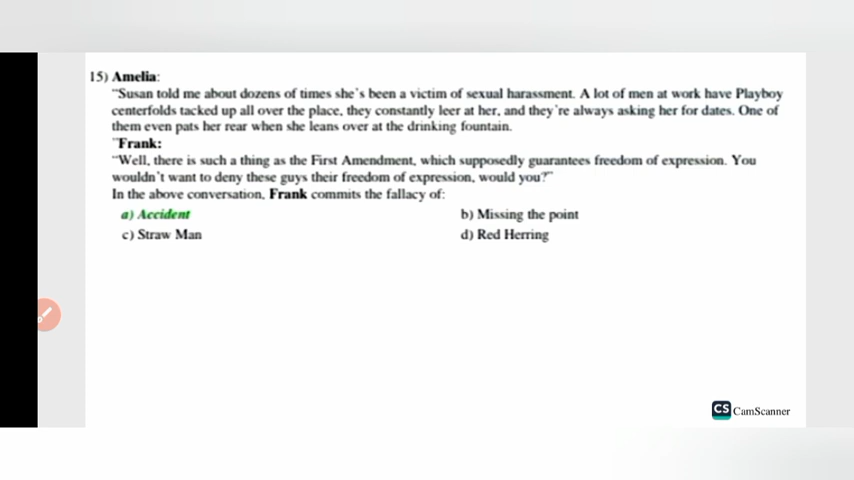 15) Amelia:
"Susan told me about dozens of times she's been a victim of sexual harassment. A lot of men at work have Playboy
centerfolds tacked up all over the place, they constantly leer at her, and they're always asking her for dates. One of
them even pats her rear when she leans over at the drinking fountain.
"Frank:
"Well, there is such a thing as the First Amendment, which supposedly guarantees freedom of expression. You
wouldn't want to deny these guys their freedom of expression, would you?"
In the above conversation, Frank commits the fallacy of:
a) Accident
b) Missing the point
c) Straw Man
d) Red Herring
CS CamScanner